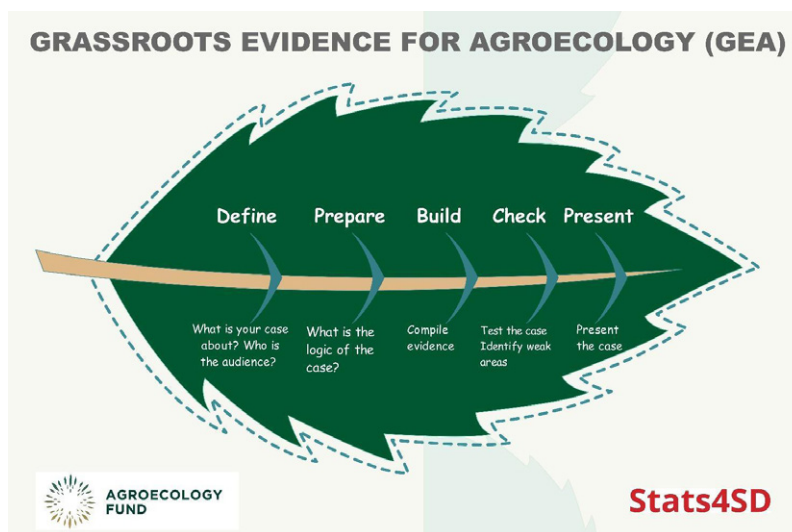 GRASSROOTS EVIDENCE FOR AGROECOLOGY (GEA)
Define
Prepare
Build
Check
Present
What is your case
about? Who is
the audience?
What is the
logic of the
case?
Compile
evidence
Test the case
Identify weak
areas
Present
the case
AGROECOLOGY
FUND
Stats4SD